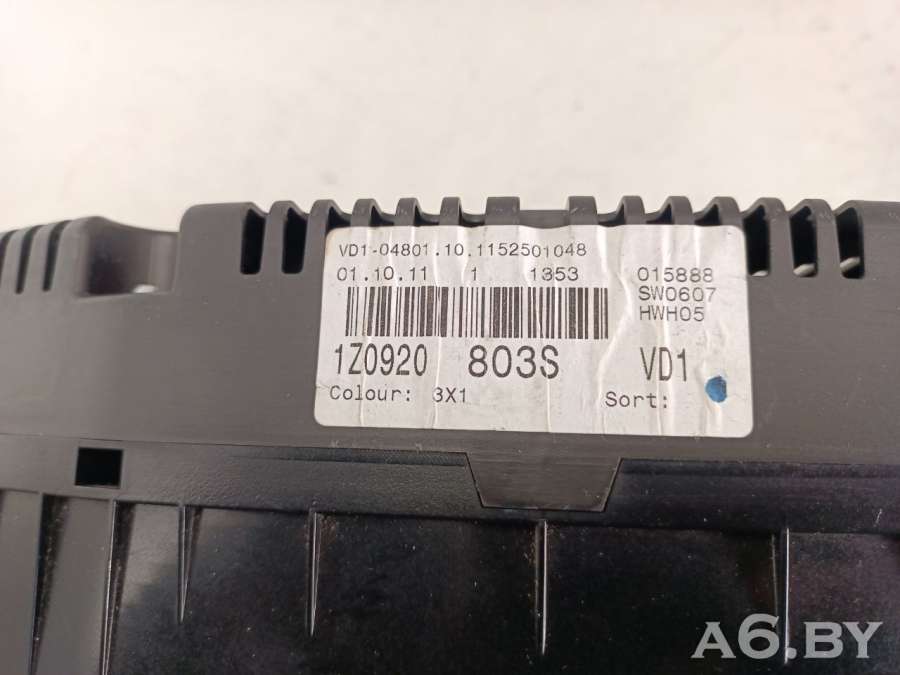 VD1-04801.10.1152501048
01.10.11 1 1353 015888
SW0607
HWH05
1Z0920 803S VD1
Colour: 3X1 Sort:
A6.BY